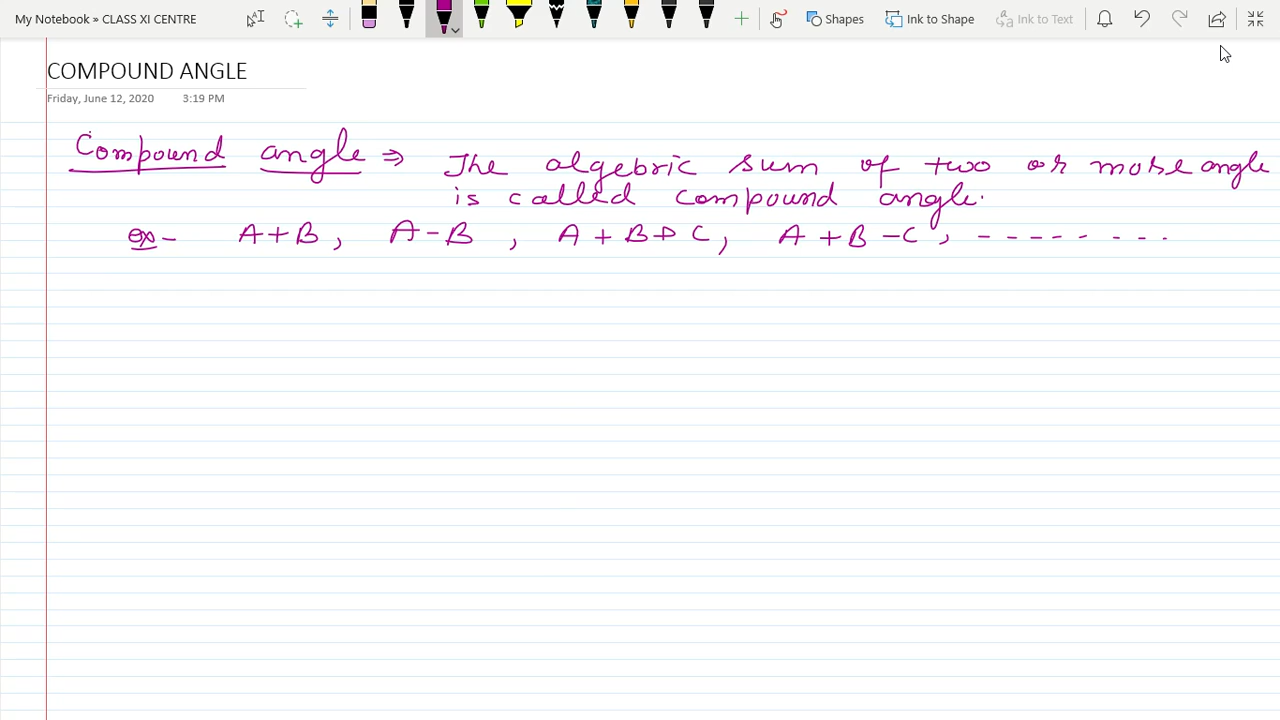 My Notebook » CLASS XI CENTRE
Shapes
Ink to Shape
Ink to Text
COMPOUND ANGLE
Friday, June 12, 2020 3:19 PM
Compound angle ⇒ The algebric sum of two or more angle
is called compound angle.
ex- A+B, A-B, A+B+C, A+B-C, - - - - - - - -